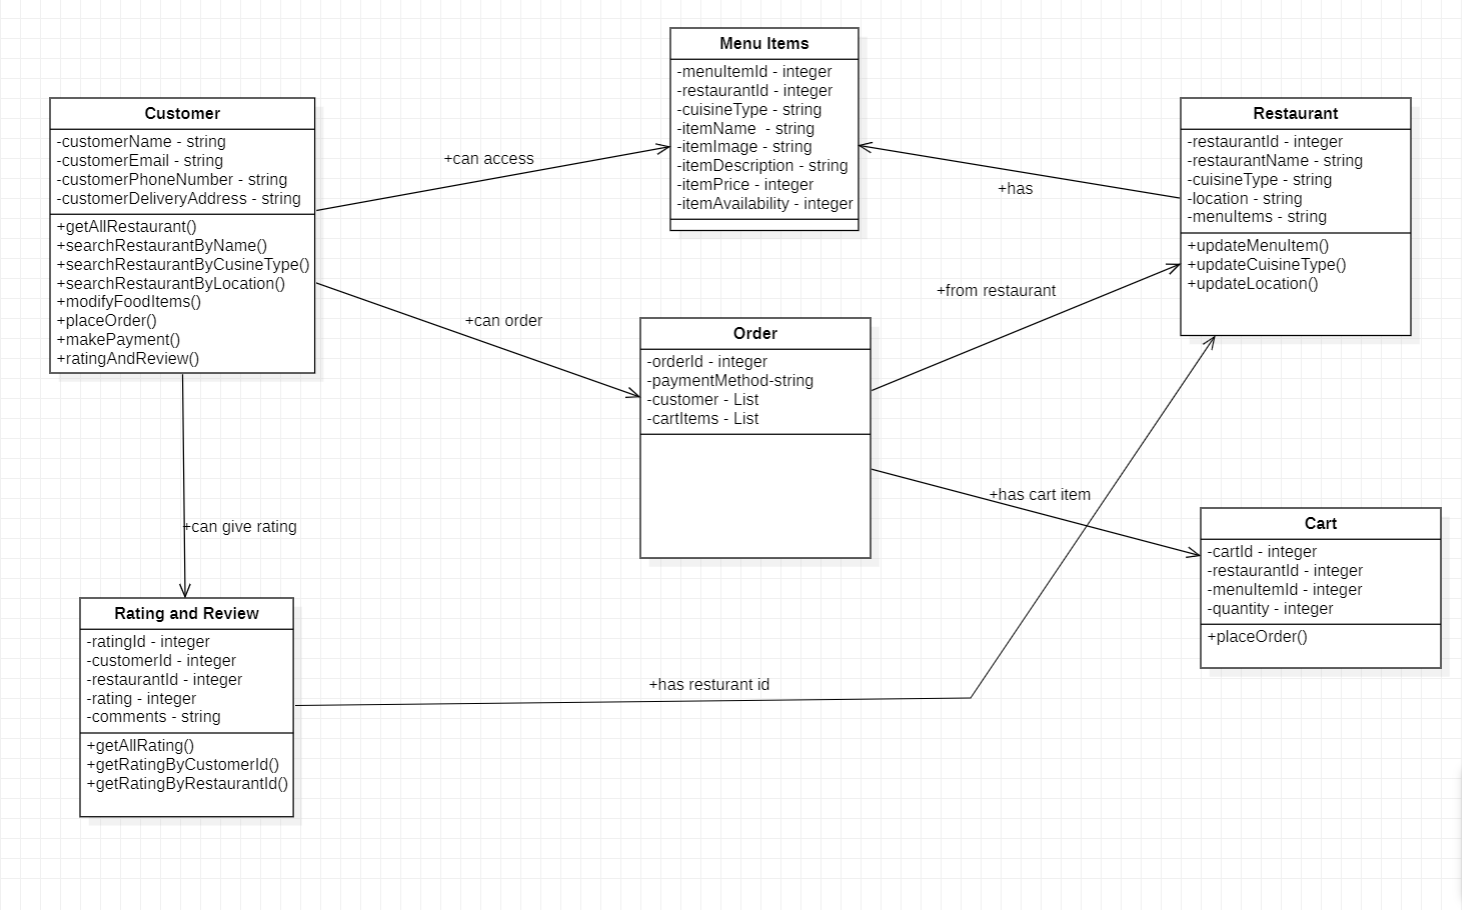 Menu Items
-menuItemId - integer
-restaurantId - integer
-cuisineType - string
-itemName  - string
-itemImage - string
-itemDescription - string
-itemPrice - integer
-itemAvailability - integer
Customer
-customerName - string
-customerEmail - string
-customerPhoneNumber - string
-customerDeliveryAddress - string
+getAllRestaurant()
+searchRestaurantByName()
+searchRestaurantByCusineType()
+searchRestaurantByLocation()
+modifyFoodItems()
+placeOrder()
+makePayment()
+ratingAndReview()
+can access
Restaurant
-restaurantId - integer
-restaurantName - string
-cuisineType - string
-location - string
-menuItems - string
+updateMenuItem()
+updateCuisineType()
+updateLocation()
+has
+from restaurant
+can order
Order
-orderId - integer
-paymentMethod-string
-customer - List
-cartItems - List
+has cart item
Cart
-cartId - integer
-restaurantId - integer
-menuItemId - integer
-quantity - integer
+placeOrder()
+can give rating
Rating and Review
-ratingId - integer
-customerId - integer
-restaurantId - integer
-rating - integer
-comments - string
+getAllRating()
+getRatingByCustomerId()
+getRatingByRestaurantId()
+has resturant id